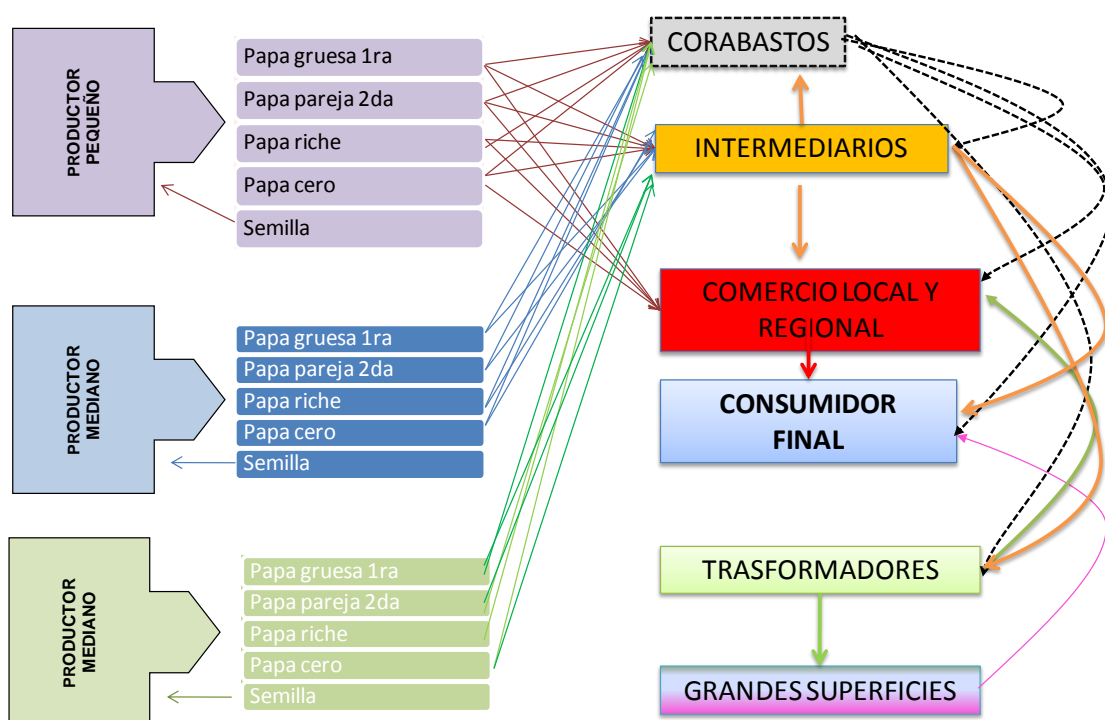 PRODUCTOR
PEQUEÑO
Papa gruesa 1ra
Papa pareja 2da
Papa riche
Papa cero
Semilla
PRODUCTOR
MEDIANO
Papa gruesa 1ra
Papa pareja 2da
Papa riche
Papa cero
Semilla
PRODUCTOR
MEDIANO
Papa gruesa 1ra
Papa pareja 2da
Papa riche
Papa cero
Semilla
CORABASTOS
INTERMEDIARIOS
COMERCIO LOCAL Y
REGIONAL
CONSUMIDOR
FINAL
TRASFORMADORES
GRANDES SUPERFICIES